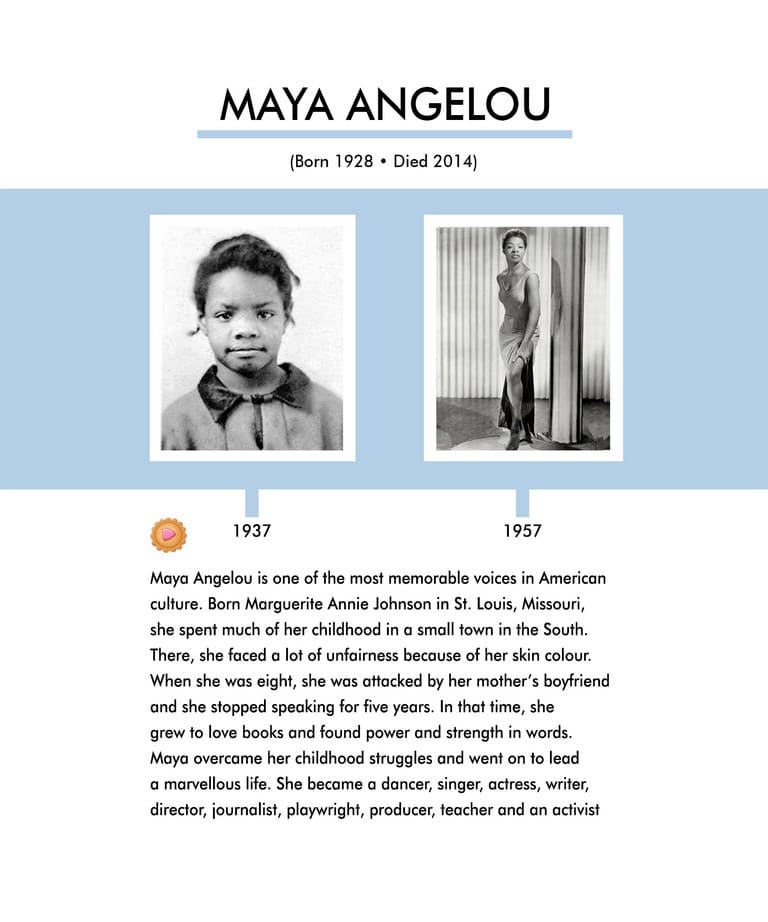 MAYA ANGELOU
(Born 1928 • Died 2014)
1937
1957
Maya Angelou is one of the most memorable voices in American
culture. Born Marguerite Annie Johnson in St. Louis, Missouri,
she spent much of her childhood in a small town in the South.
There, she faced a lot of unfairness because of her skin colour.
When she was eight, she was attacked by her mother’s boyfriend
and she stopped speaking for five years. In that time, she
grew to love books and found power and strength in words.
Maya overcame her childhood struggles and went on to lead
a marvellous life. She became a dancer, singer, actress, writer,
director, journalist, playwright, producer, teacher and an activist